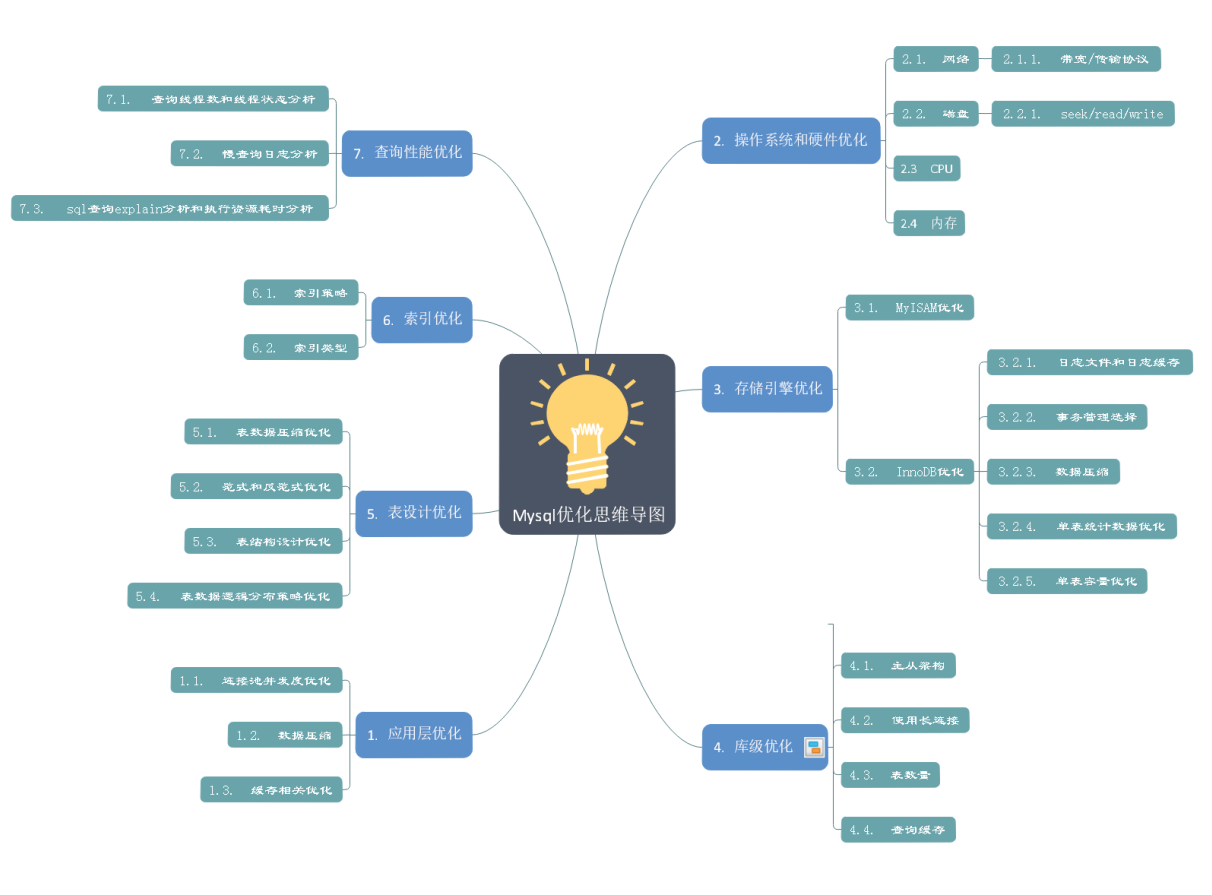 Mysql优化思维导图
1. 应用层优化
1.1. 连接池并发度优化
1.2. 数据压缩
1.3. 缓存相关优化
2. 操作系统和硬件优化
2.1. 网络
2.1.1. 带宽/传输协议
2.2. 磁盘
2.2.1. seek/read/write
2.3 CPU
2.4 内存
3. 存储引擎优化
3.1. MyISAM优化
3.2. InnoDB优化
3.2.1. 日志文件和日志缓存
3.2.2. 事务管理选择
3.2.3. 数据压缩
3.2.4. 单表统计数据优化
3.2.5. 单表容量优化
4. 库级优化
4.1. 主从架构
4.2. 使用长连接
4.3. 表数量
4.4. 查询缓存
5. 表设计优化
5.1. 表数据压缩优化
5.2. 范式和反范式优化
5.3. 表结构设计优化
5.4. 表数据逻辑分布策略优化
6. 索引优化
6.1. 索引策略
6.2. 索引类型
7. 查询性能优化
7.1. 查询线程数和线程状态分析
7.2. 慢查询日志分析
7.3. sql查询explain分析和执行资源耗时分析